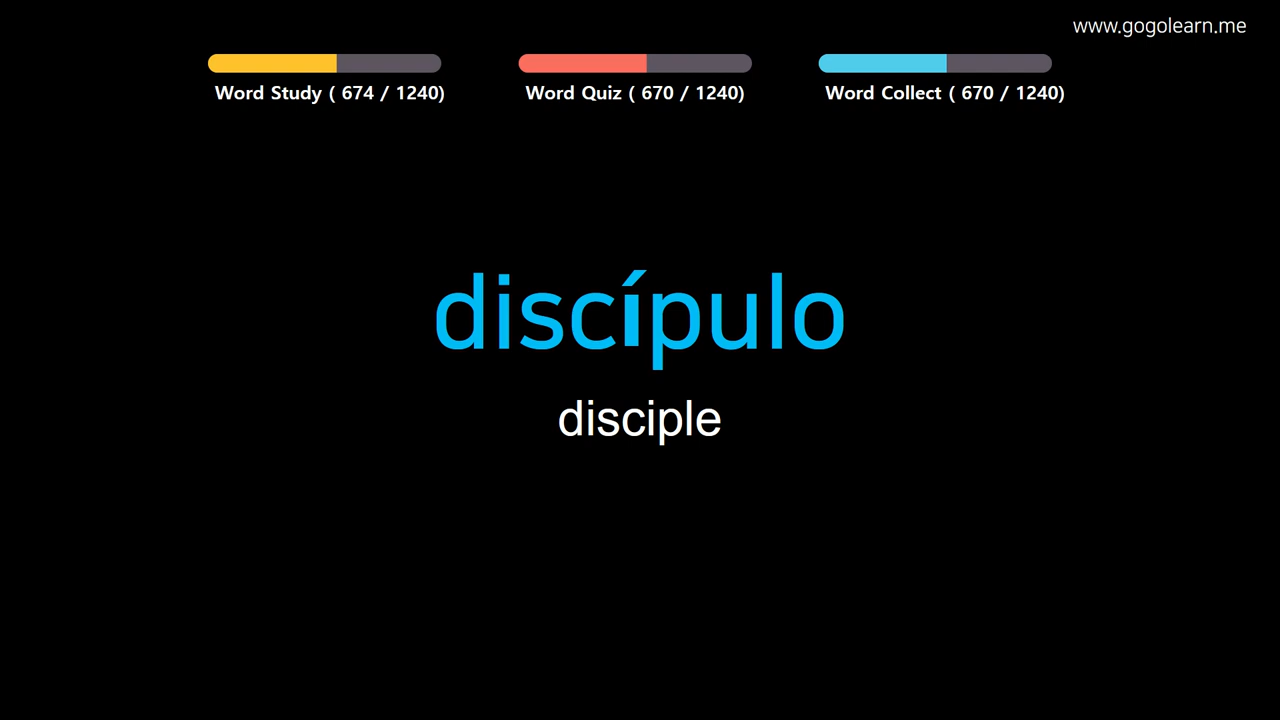 www.gogolearn.me
Word Study ( 674 / 1240)
Word Quiz ( 670 / 1240)
Word Collect ( 670 / 1240)
discípulo
disciple